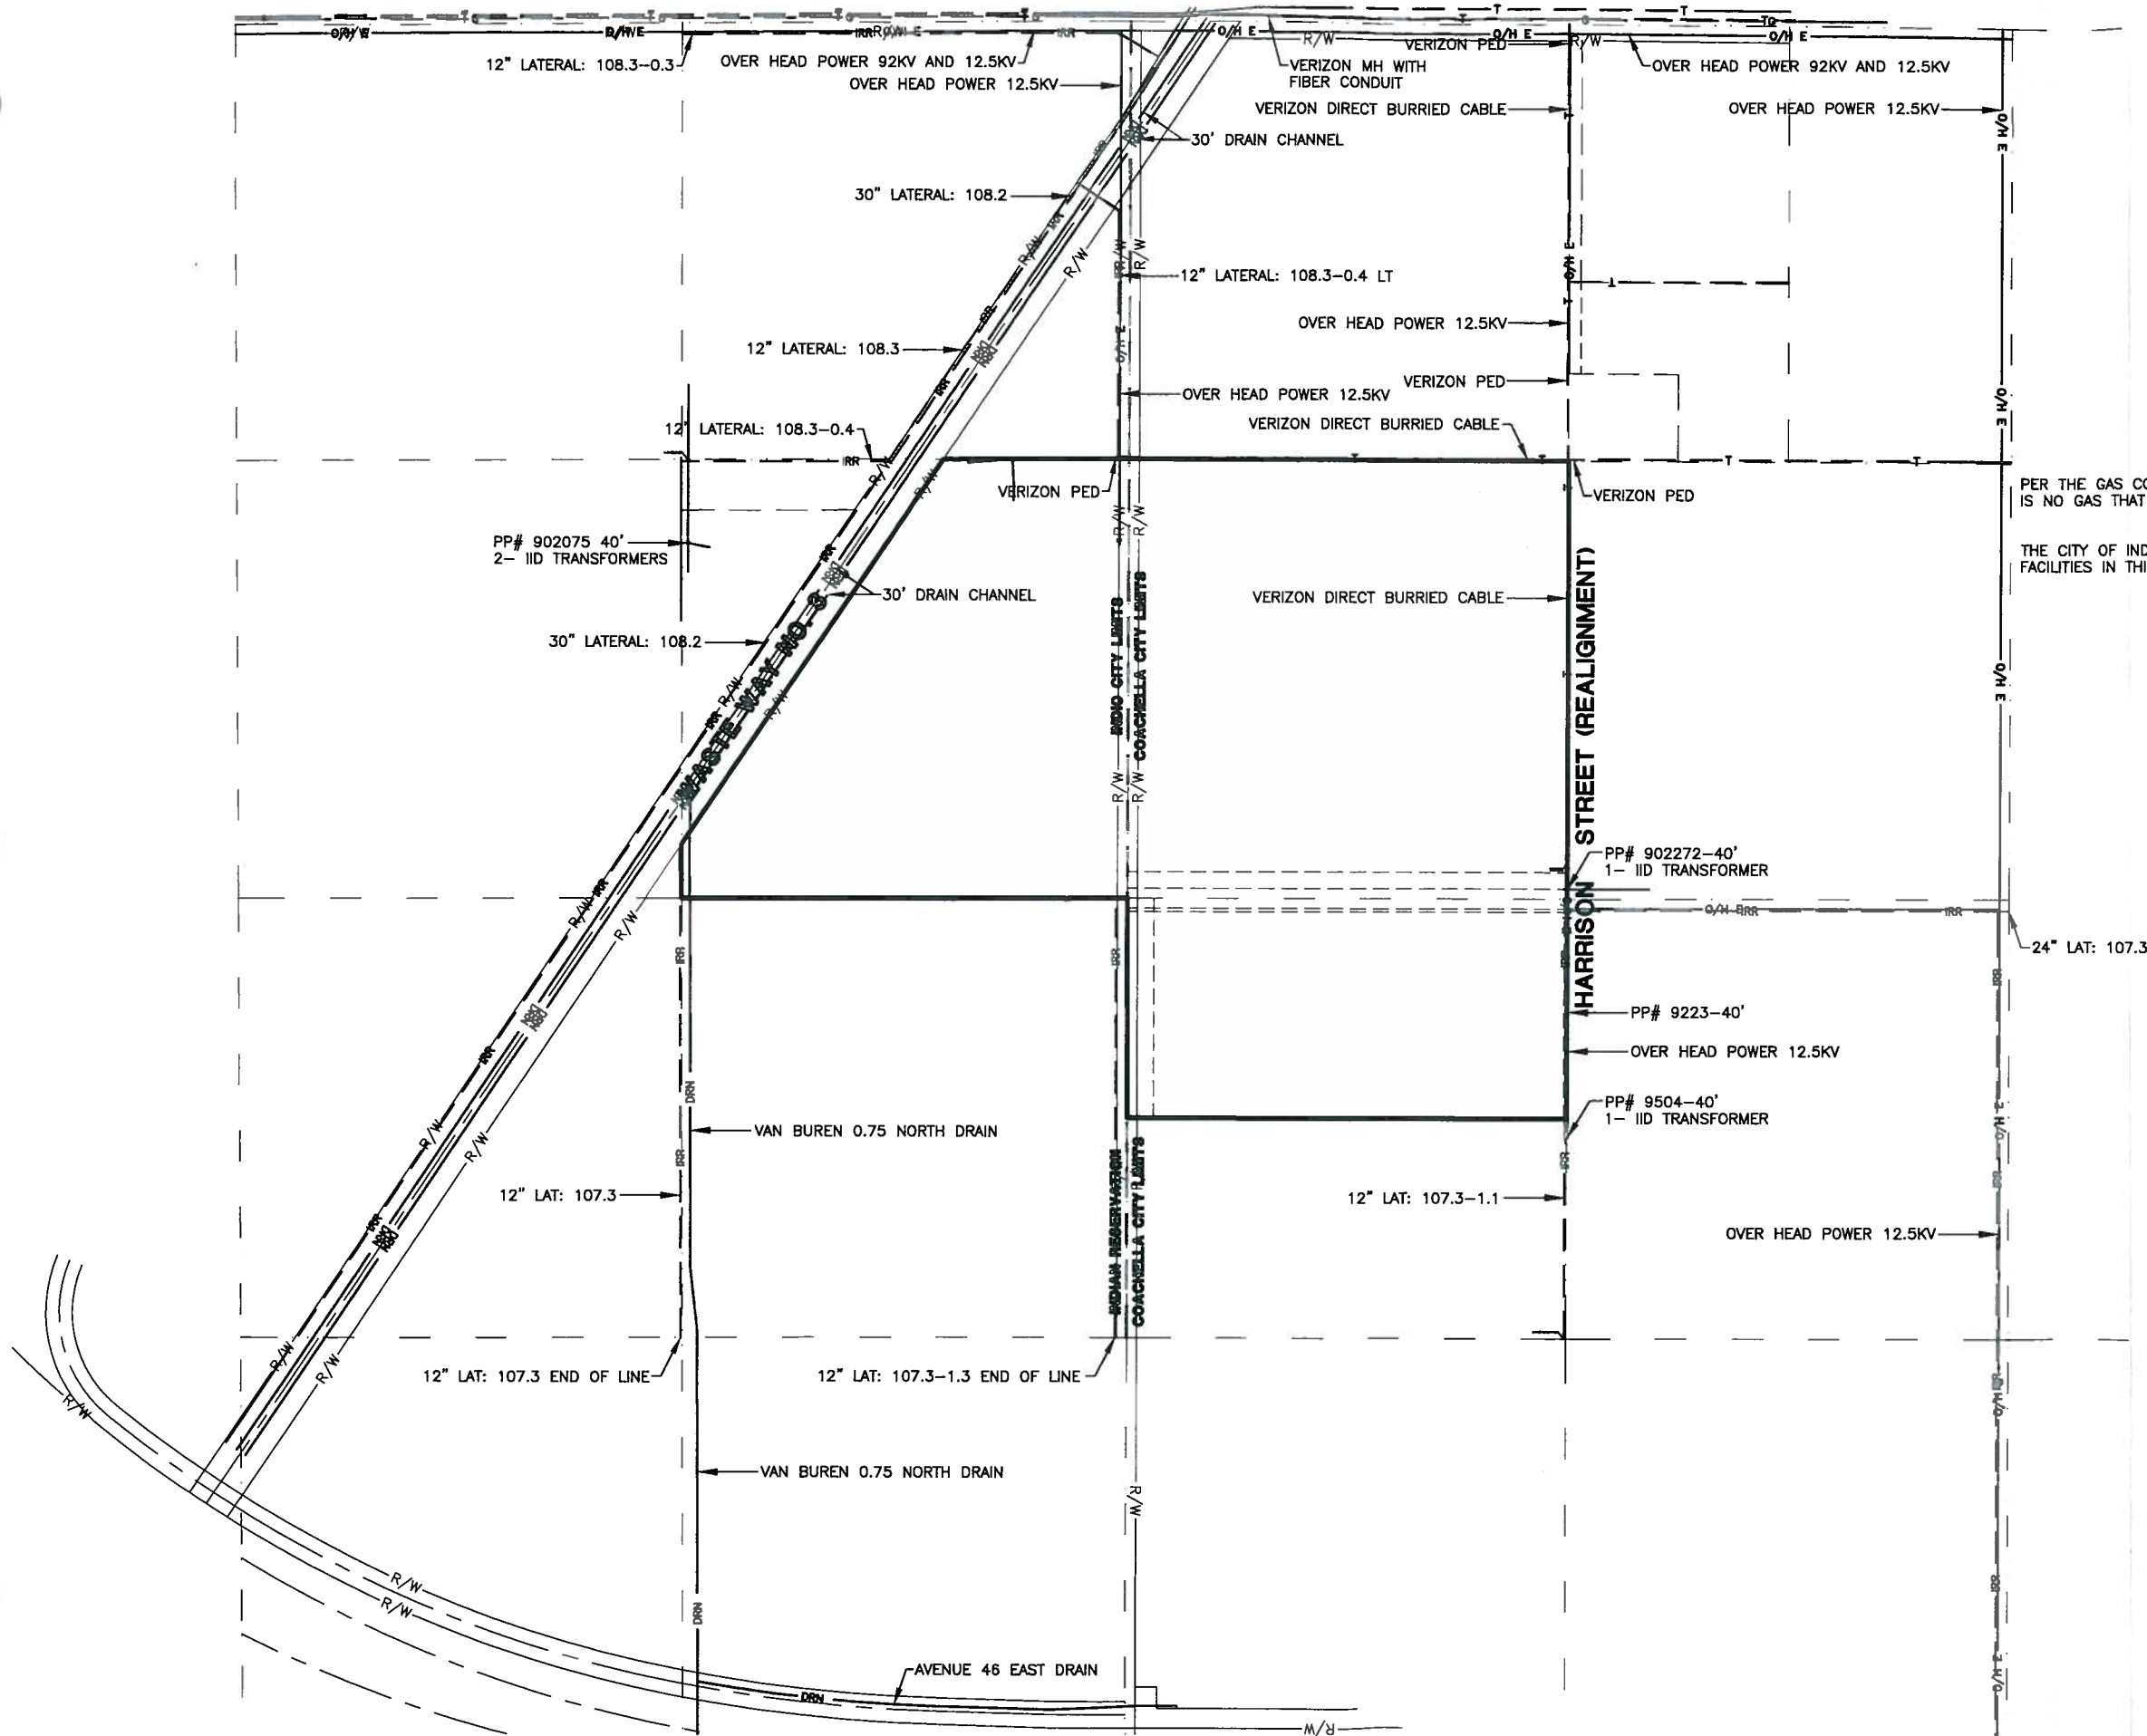 T G T G T G T G T T T
O/H E O/H E IRR R/W IRR O/H E R/W O/H E R/W O/H E TG
12" LATERAL: 108.3-0.3
OVER HEAD POWER 92KV AND 12.5KV
OVER HEAD POWER 12.5KV
VERIZON MH WITH
FIBER CONDUIT
VERIZON PED
OVER HEAD POWER 92KV AND 12.5KV
VERIZON DIRECT BURRIED CABLE
OVER HEAD POWER 12.5KV
30' DRAIN CHANNEL
30" LATERAL: 108.2
12" LATERAL: 108.3-0.4 LT
OVER HEAD POWER 12.5KV
12" LATERAL: 108.3
VERIZON PED
OVER HEAD POWER 12.5KV
12" LATERAL: 108.3-0.4
VERIZON DIRECT BURRIED CABLE
VERIZON PED
VERIZON PED
PER THE GAS CO
IS NO GAS THAT
PP# 902075 40'
2- IID TRANSFORMERS
THE CITY OF IND
FACILITIES IN THI
30' DRAIN CHANNEL
VERIZON DIRECT BURRIED CABLE
30" LATERAL: 108.2
WASTE WAY NO. 3
INDIO CITY LIMITS
COACHELLA CITY LIMITS
HARRISON STREET (REALIGNMENT)
PP# 902272-40'
1- IID TRANSFORMER
24" LAT: 107.3
PP# 9223-40'
OVER HEAD POWER 12.5KV
PP# 9504-40'
1- IID TRANSFORMER
VAN BUREN 0.75 NORTH DRAIN
12" LAT: 107.3
12" LAT: 107.3-1.1
INDIAN RESERVATION
COACHELLA CITY LIMITS
OVER HEAD POWER 12.5KV
12" LAT: 107.3 END OF LINE
12" LAT: 107.3-1.3 END OF LINE
VAN BUREN 0.75 NORTH DRAIN
R/W
R/W
R/W
DRN
AVENUE 46 EAST DRAIN
DRN
R/W